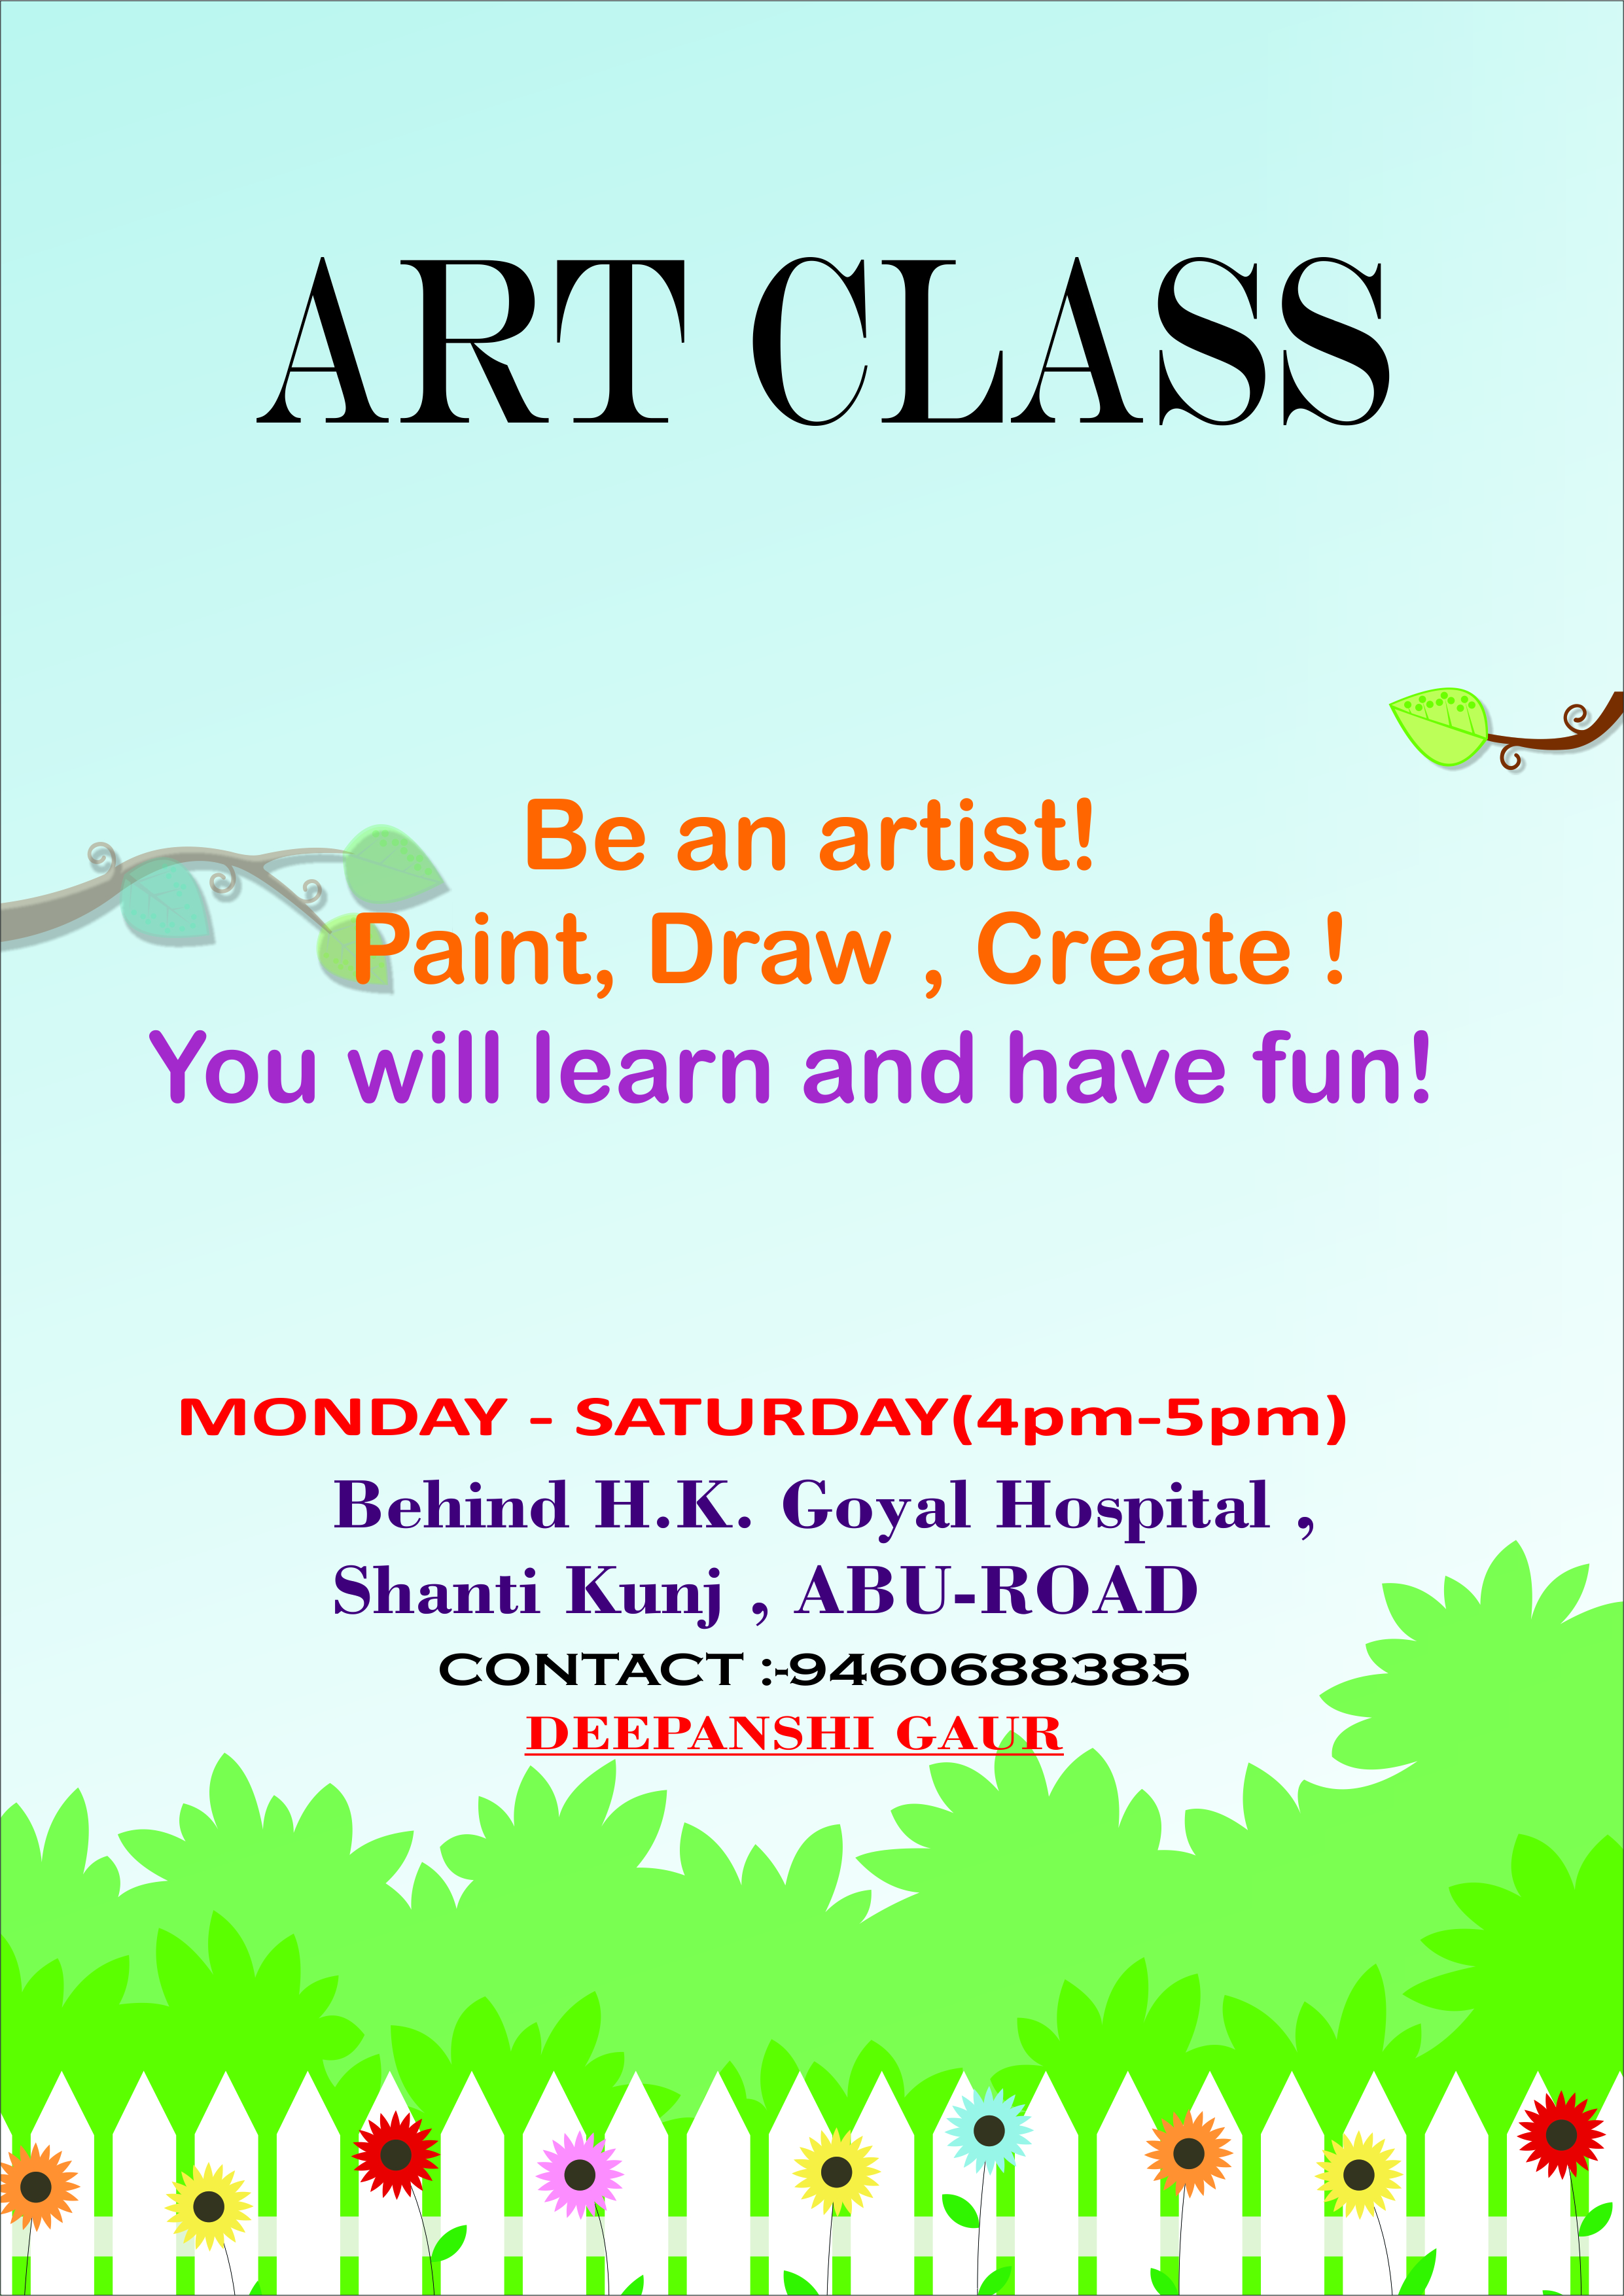 ART CLASS
Be an artist!
Paint, Draw , Create !
You will learn and have fun!
MONDAY - SATURDAY(4pm-5pm)
Behind H.K. Goyal Hospital ,
Shanti Kunj , ABU-ROAD
CONTACT :-9460688385
DEEPANSHI GAUR